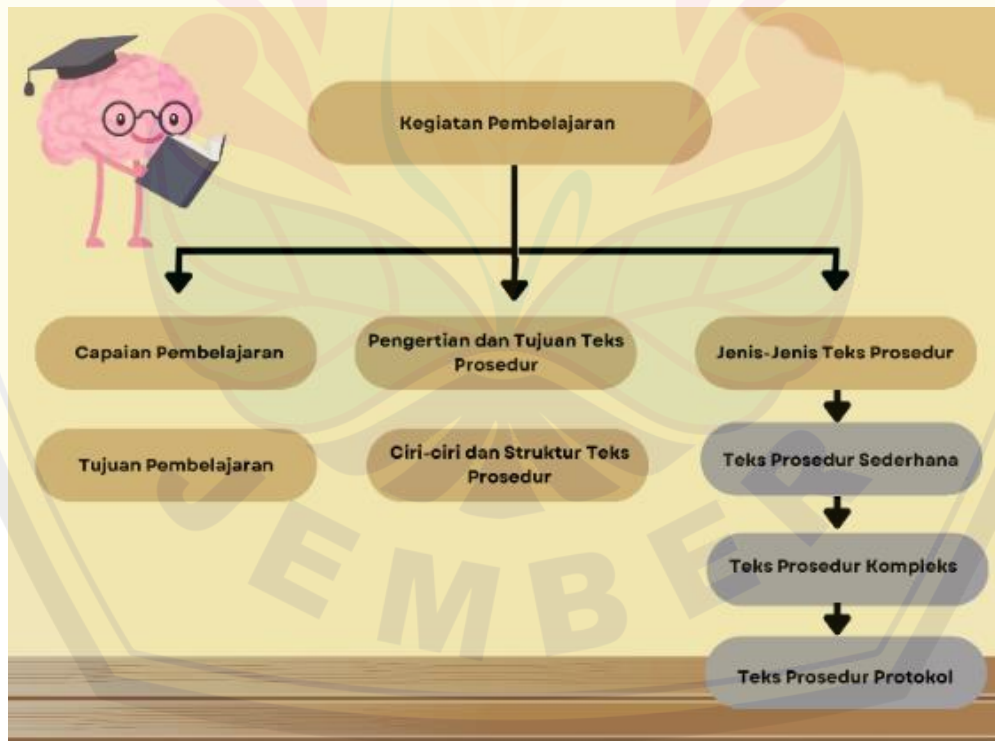 Kegiatan Pembelajaran
Capaian Pembelajaran
Pengertian dan Tujuan Teks
Prosedur
Jenis-Jenis Teks Prosedur
Tujuan Pembelajaran
Ciri-ciri dan Struktur Teks
Prosedur
Teks Prosedur Sederhana
Teks Prosedur Kompleks
Teks Prosedur Protokol
JEMBER